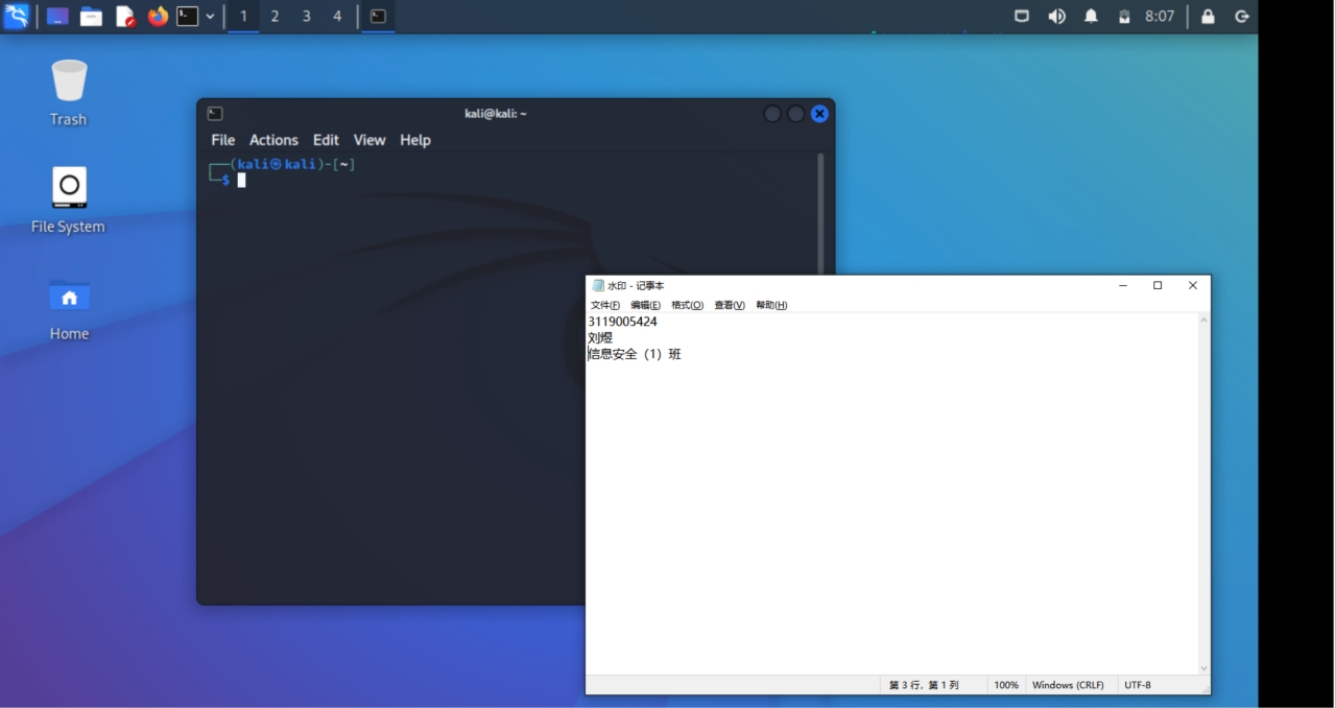 1 2 3 4 8:07
Trash
File System
Home
kali@kali: ~
File Actions Edit View Help
┌──(kali㉿kali)-[~]
└─$
水印 - 记事本
文件(F) 编辑(E) 格式(O) 查看(V) 帮助(H)
3119005424
刘煜
信息安全（1）班
第 3 行，第 1 列 100% Windows (CRLF) UTF-8